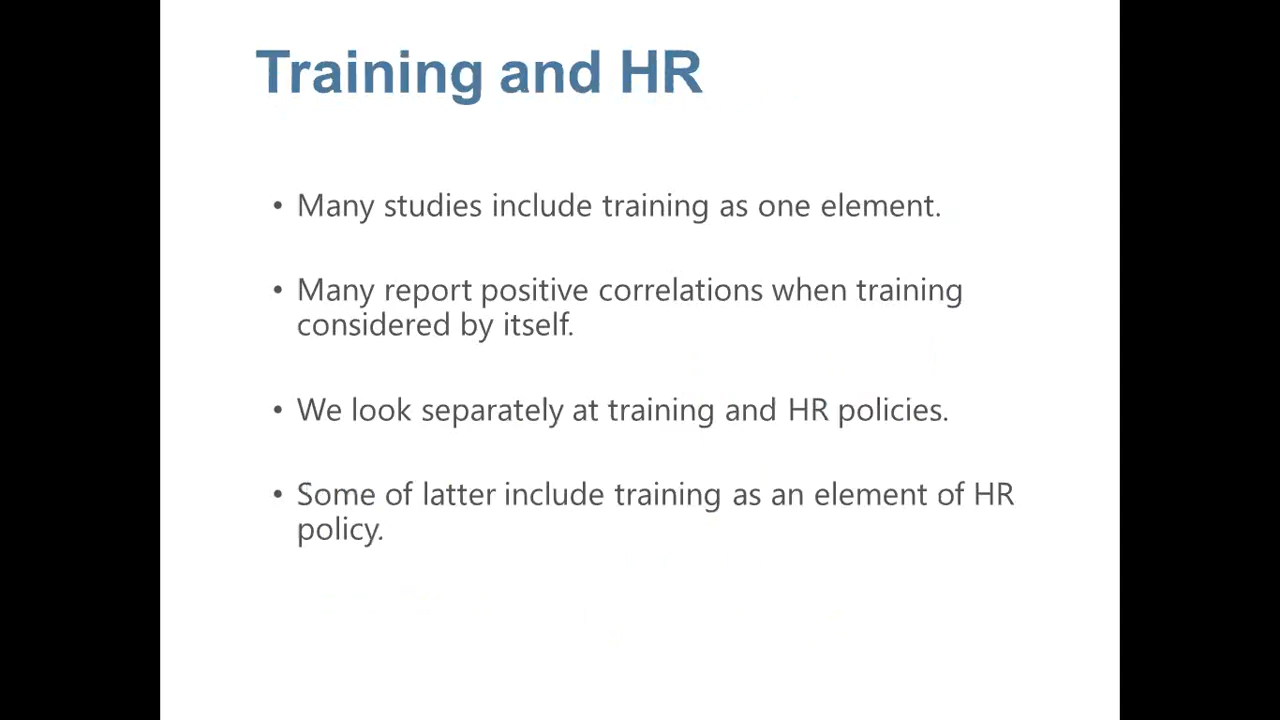 Training and HR
• Many studies include training as one element.
• Many report positive correlations when training
considered by itself.
• We look separately at training and HR policies.
• Some of latter include training as an element of HR
policy.